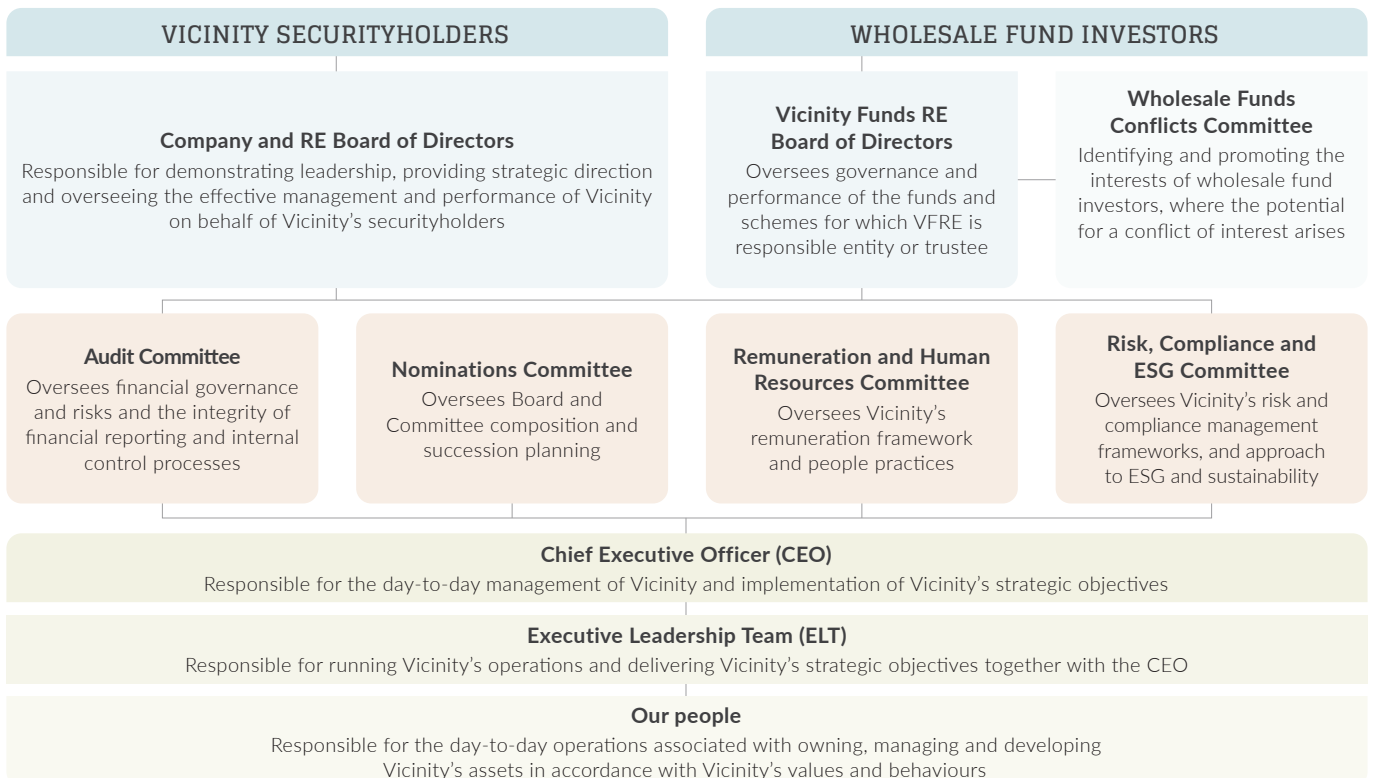 VICINITY SECURITYHOLDERS
WHOLESALE FUND INVESTORS
Company and RE Board of Directors
Responsible for demonstrating leadership, providing strategic direction
and overseeing the effective management and performance of Vicinity
on behalf of Vicinity’s securityholders
Vicinity Funds RE
Board of Directors
Oversees governance and
performance of the funds and
schemes for which VFRE is
responsible entity or trustee
Wholesale Funds
Conflicts Committee
Identifying and promoting the
interests of wholesale fund
investors, where the potential
for a conflict of interest arises
Audit Committee
Oversees financial governance
and risks and the integrity of
financial reporting and internal
control processes
Nominations Committee
Oversees Board and
Committee composition and
succession planning
Remuneration and Human
Resources Committee
Oversees Vicinity’s
remuneration framework
and people practices
Risk, Compliance and
ESG Committee
Oversees Vicinity’s risk and
compliance management
frameworks, and approach
to ESG and sustainability
Chief Executive Officer (CEO)
Responsible for the day-to-day management of Vicinity and implementation of Vicinity’s strategic objectives
Executive Leadership Team (ELT)
Responsible for running Vicinity’s operations and delivering Vicinity’s strategic objectives together with the CEO
Our people
Responsible for the day-to-day operations associated with owning, managing and developing
Vicinity’s assets in accordance with Vicinity’s values and behaviours